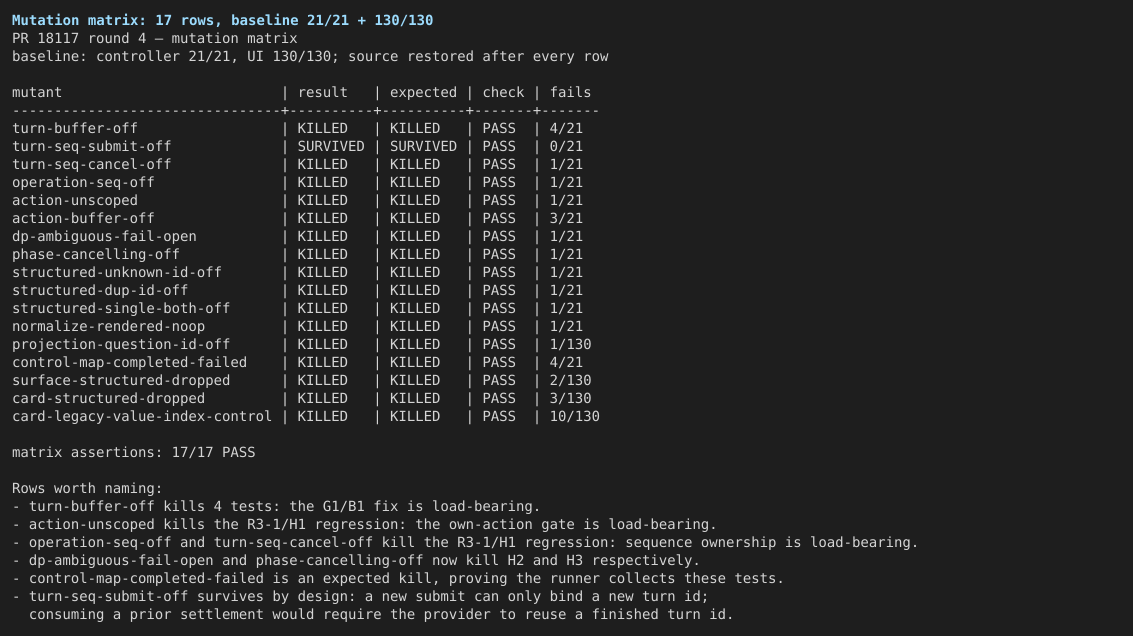 Mutation matrix: 17 rows, baseline 21/21 + 130/130
PR 18117 round 4 — mutation matrix
baseline: controller 21/21, UI 130/130; source restored after every row

mutant                          | result   | expected | check | fails
--------------------------------+----------+----------+-------+-------
turn-buffer-off                 | KILLED   | KILLED   | PASS  | 4/21
turn-seq-submit-off             | SURVIVED | SURVIVED | PASS  | 0/21
turn-seq-cancel-off             | KILLED   | KILLED   | PASS  | 1/21
operation-seq-off               | KILLED   | KILLED   | PASS  | 1/21
action-unscoped                 | KILLED   | KILLED   | PASS  | 1/21
action-buffer-off               | KILLED   | KILLED   | PASS  | 3/21
dp-ambiguous-fail-open          | KILLED   | KILLED   | PASS  | 1/21
phase-cancelling-off            | KILLED   | KILLED   | PASS  | 1/21
structured-unknown-id-off       | KILLED   | KILLED   | PASS  | 1/21
structured-dup-id-off           | KILLED   | KILLED   | PASS  | 1/21
structured-single-both-off      | KILLED   | KILLED   | PASS  | 1/21
normalize-rendered-noop         | KILLED   | KILLED   | PASS  | 1/21
projection-question-id-off      | KILLED   | KILLED   | PASS  | 1/130
control-map-completed-failed    | KILLED   | KILLED   | PASS  | 4/21
surface-structured-dropped      | KILLED   | KILLED   | PASS  | 2/130
card-structured-dropped         | KILLED   | KILLED   | PASS  | 3/130
card-legacy-value-index-control | KILLED   | KILLED   | PASS  | 10/130

matrix assertions: 17/17 PASS

Rows worth naming:
- turn-buffer-off kills 4 tests: the G1/B1 fix is load-bearing.
- action-unscoped kills the R3-1/H1 regression: the own-action gate is load-bearing.
- operation-seq-off and turn-seq-cancel-off kill the R3-1/H1 regression: sequence ownership is load-bearing.
- dp-ambiguous-fail-open and phase-cancelling-off now kill H2 and H3 respectively.
- control-map-completed-failed is an expected kill, proving the runner collects these tests.
- turn-seq-submit-off survives by design: a new submit can only bind a new turn id;
  consuming a prior settlement would require the provider to reuse a finished turn id.